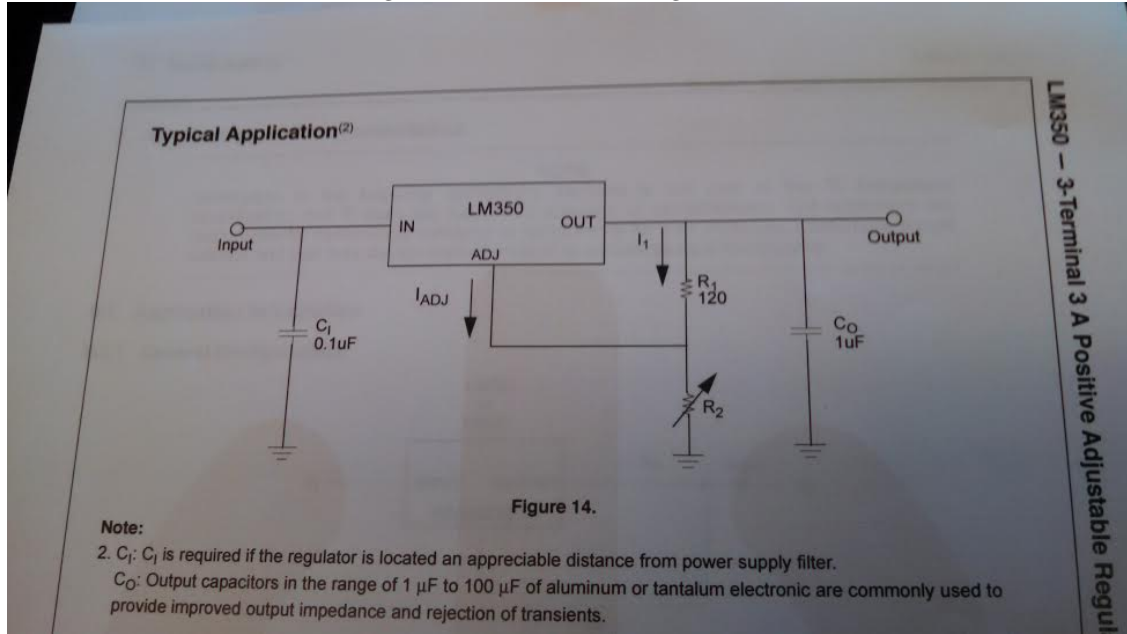 Typical Application(2)
LM350
IN
OUT
ADJ
Input
Output
I1
IADJ
R1
120
CI
0.1uF
CO
1uF
R2
Figure 14.
Note:
2. CI: CI is required if the regulator is located an appreciable distance from power supply filter.
CO: Output capacitors in the range of 1 μF to 100 μF of aluminum or tantalum electronic are commonly used to
provide improved output impedance and rejection of transients.
LM350 — 3-Terminal 3 A Positive Adjustable Regul